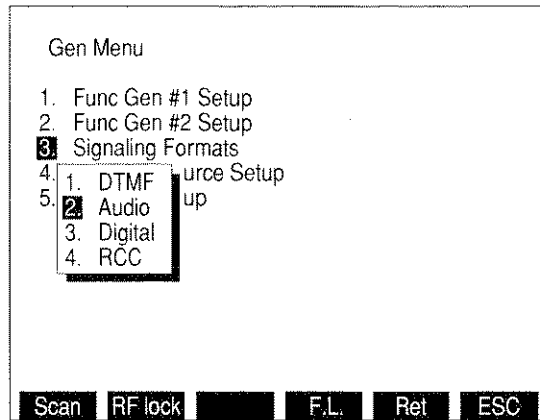 Gen Menu
1. Func Gen #1 Setup
2. Func Gen #2 Setup
3. Signaling Formats
4. urce Setup
5. up
1. DTMF
2. Audio
3. Digital
4. RCC
Scan RF lock F.L. Ret ESC